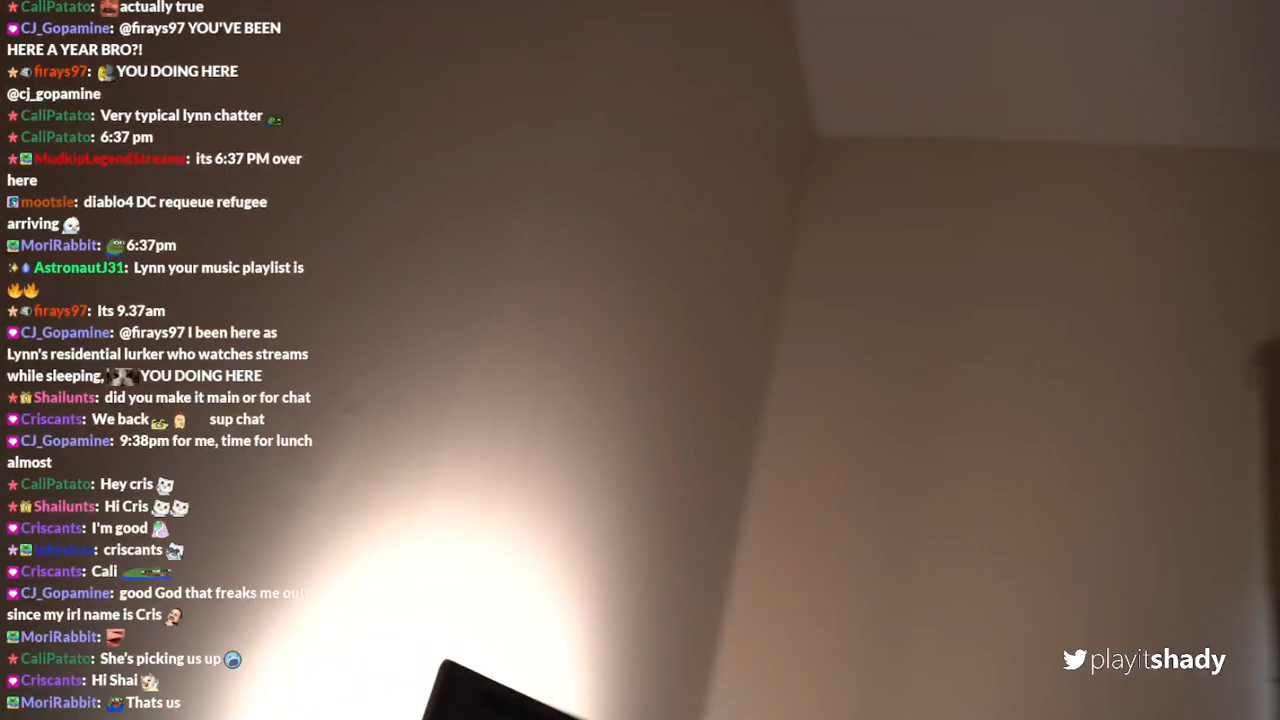 CaliPatato: actually true
CJ_Gopamine: @firays97 YOU'VE BEEN
HERE A YEAR BRO?!
firays97: YOU DOING HERE
@cj_gopamine
CaliPatato: Very typical lynn chatter
CaliPatato: 6:37 pm
MudkipLegendStreams: its 6:37 PM over
here
mootsle: diablo4 DC requeue refugee
arriving
MoriRabbit: 6:37pm
AstronautJ31: Lynn your music playlist is
firays97: Its 9.37am
CJ_Gopamine: @firays97 I been here as
Lynn's residential lurker who watches streams
while sleeping, YOU DOING HERE
Shailunts: did you make it main or for chat
Criscants: We back sup chat
CJ_Gopamine: 9:38pm for me, time for lunch
almost
CaliPatato: Hey cris
Shailunts: Hi Cris
Criscants: I'm good
criscants
Criscants: Cali
CJ_Gopamine: good God that freaks me out
since my irl name is Cris
MoriRabbit:
CaliPatato: She's picking us up
Criscants: Hi Shai
MoriRabbit: Thats us
playitshady